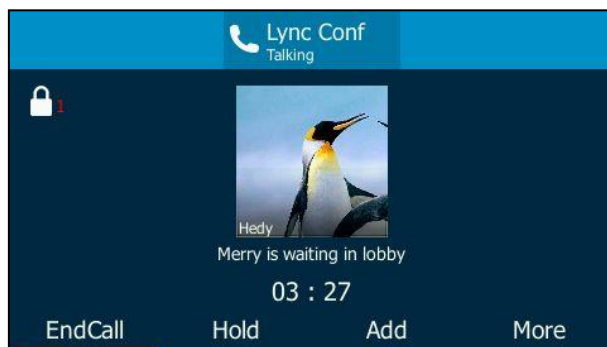 Lync Conf
Talking
1
Hedy
Merry is waiting in lobby
03 : 27
EndCall Hold Add More